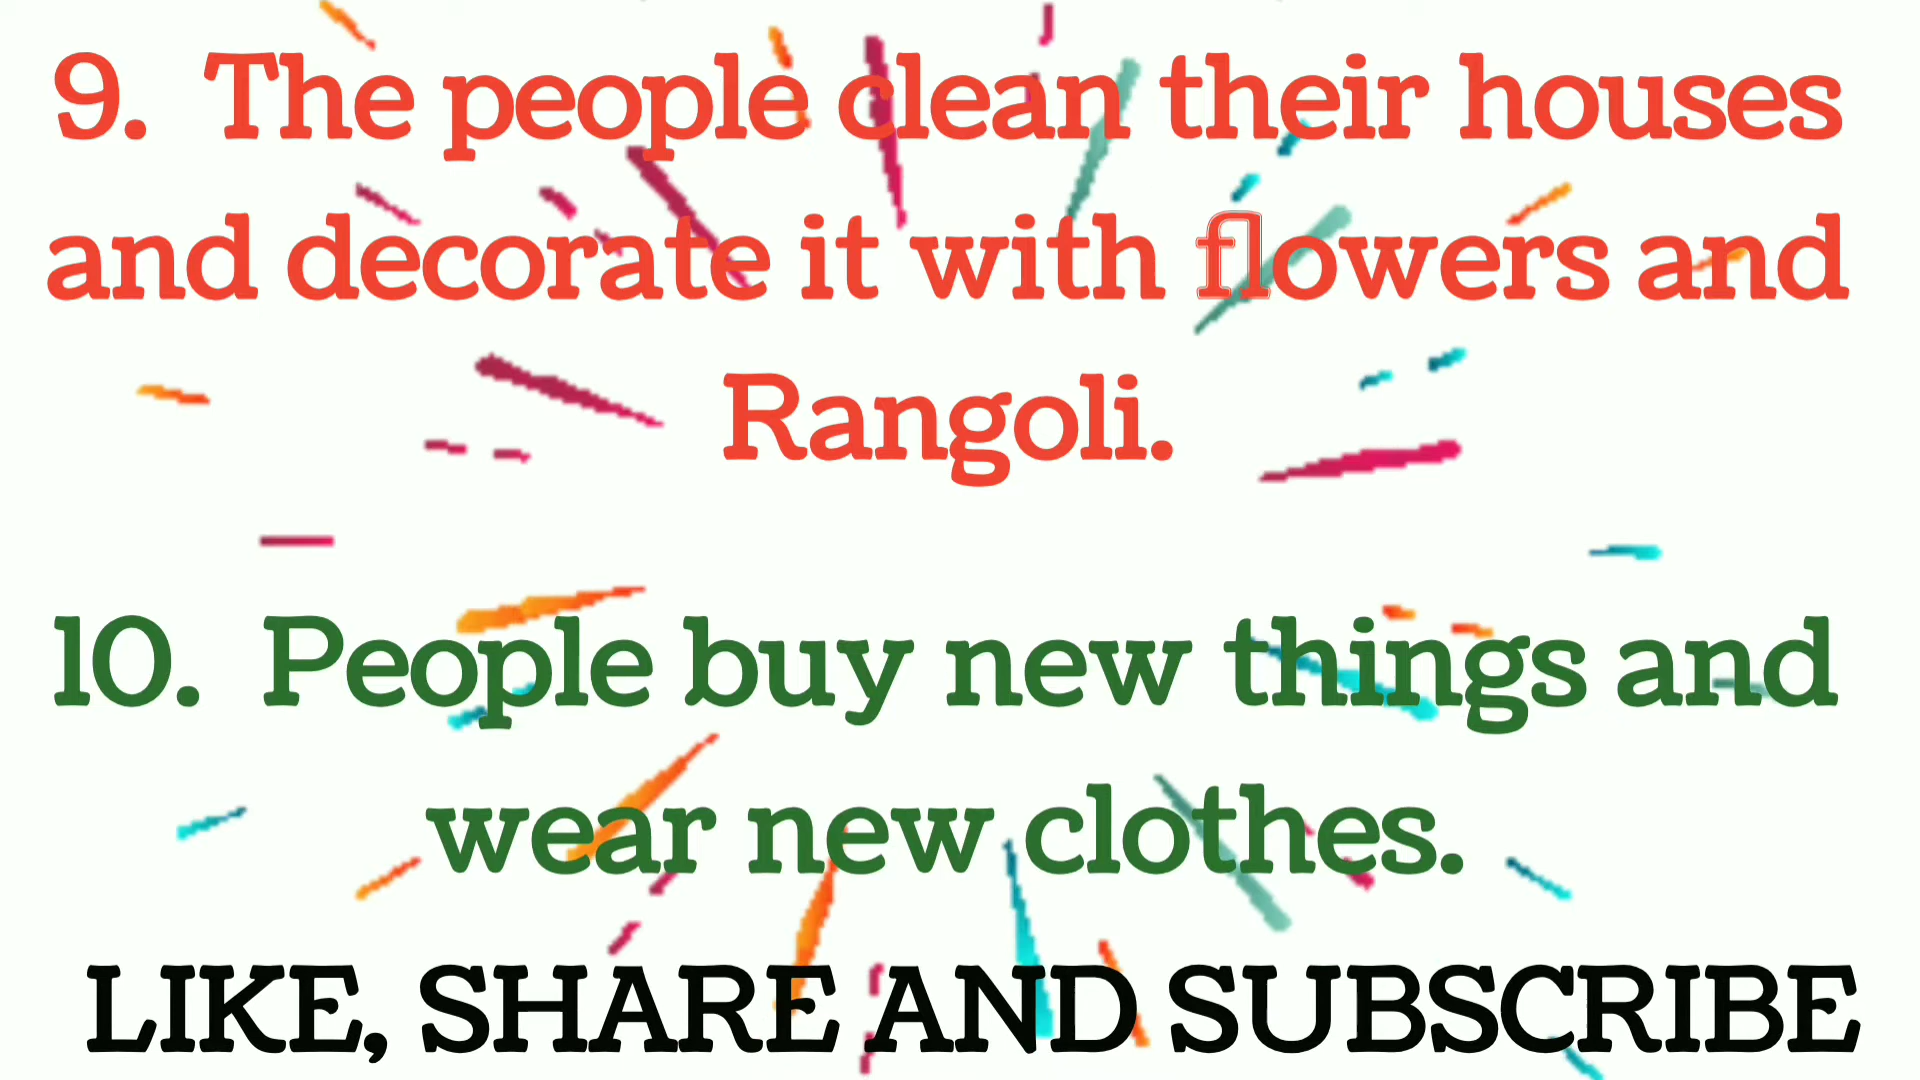 9. The people clean their houses
and decorate it with flowers and
Rangoli.
10. People buy new things and
wear new clothes.
LIKE, SHARE AND SUBSCRIBE